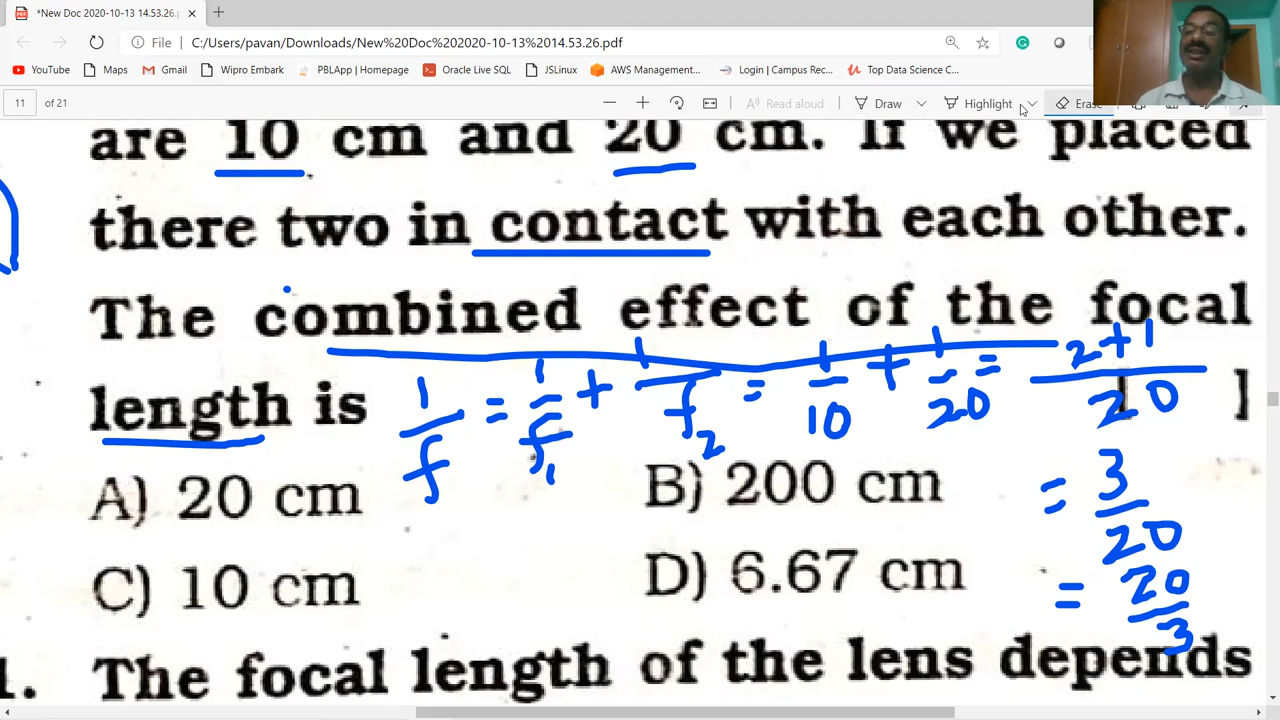 *New Doc 2020-10-13 14.53.26.p
File C:/Users/pavan/Downloads/New%20Doc%202020-10-13%2014.53.26.pdf
YouTube Maps Gmail Wipro Embark PBLApp | Homepage Oracle Live SQL JSLinux AWS Management... Login | Campus Rec... Top Data Science C...
11 of 21 Read aloud Draw Highlight Erase
are 10 cm and 20 cm. If we placed
there two in contact with each other.
The combined effect of the focal
length is ]
1/f = 1/f1 + 1/f2 = 1/10 + 1/20 = 2+1/20
= 3/20
= 20/3
A) 20 cm B) 200 cm
C) 10 cm D) 6.67 cm
1. The focal length of the lens depends